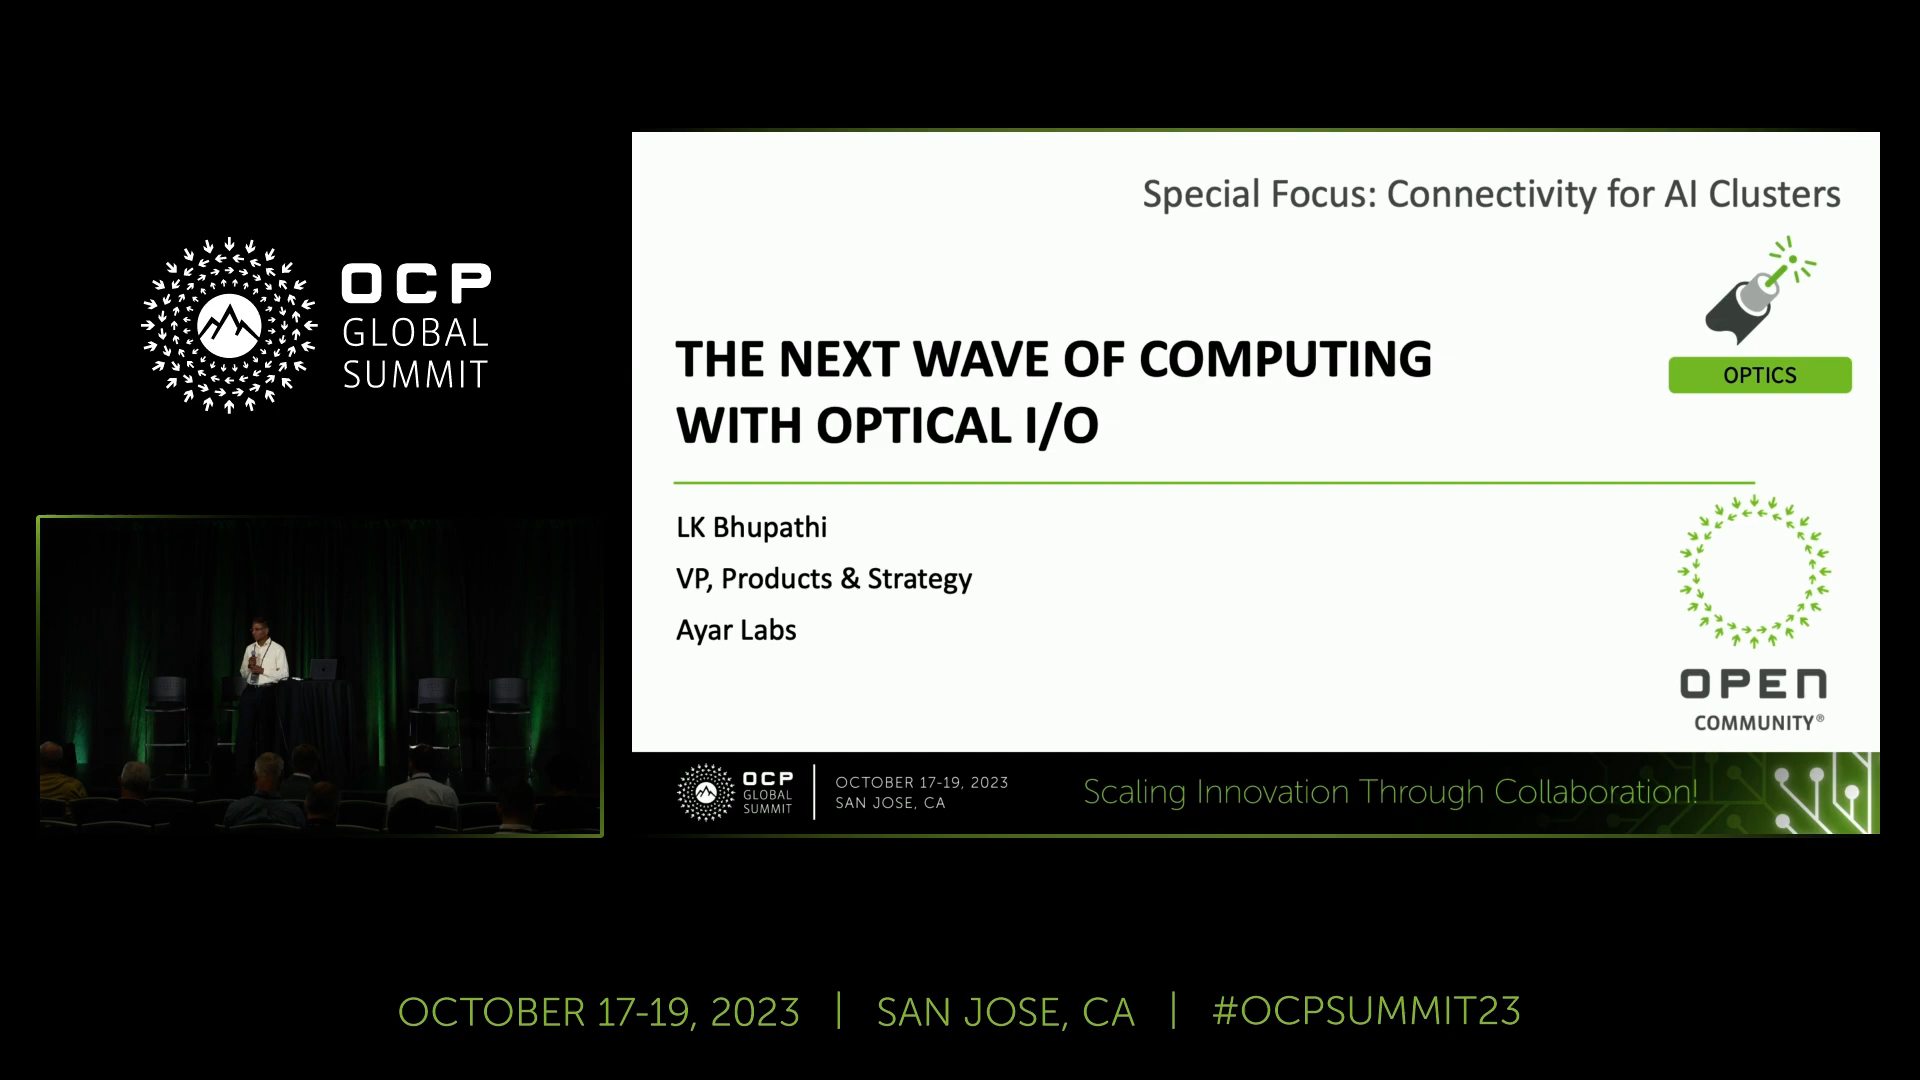 OCP
GLOBAL
SUMMIT
Special Focus: Connectivity for AI Clusters
OPTICS
THE NEXT WAVE OF COMPUTING
WITH OPTICAL I/O
LK Bhupathi
VP, Products & Strategy
Ayar Labs
OPEN
COMMUNITY®
OCP
GLOBAL
SUMMIT
OCTOBER 17-19, 2023
SAN JOSE, CA
Scaling Innovation Through Collaboration!
OCTOBER 17-19, 2023 | SAN JOSE, CA | #OCPSUMMIT23